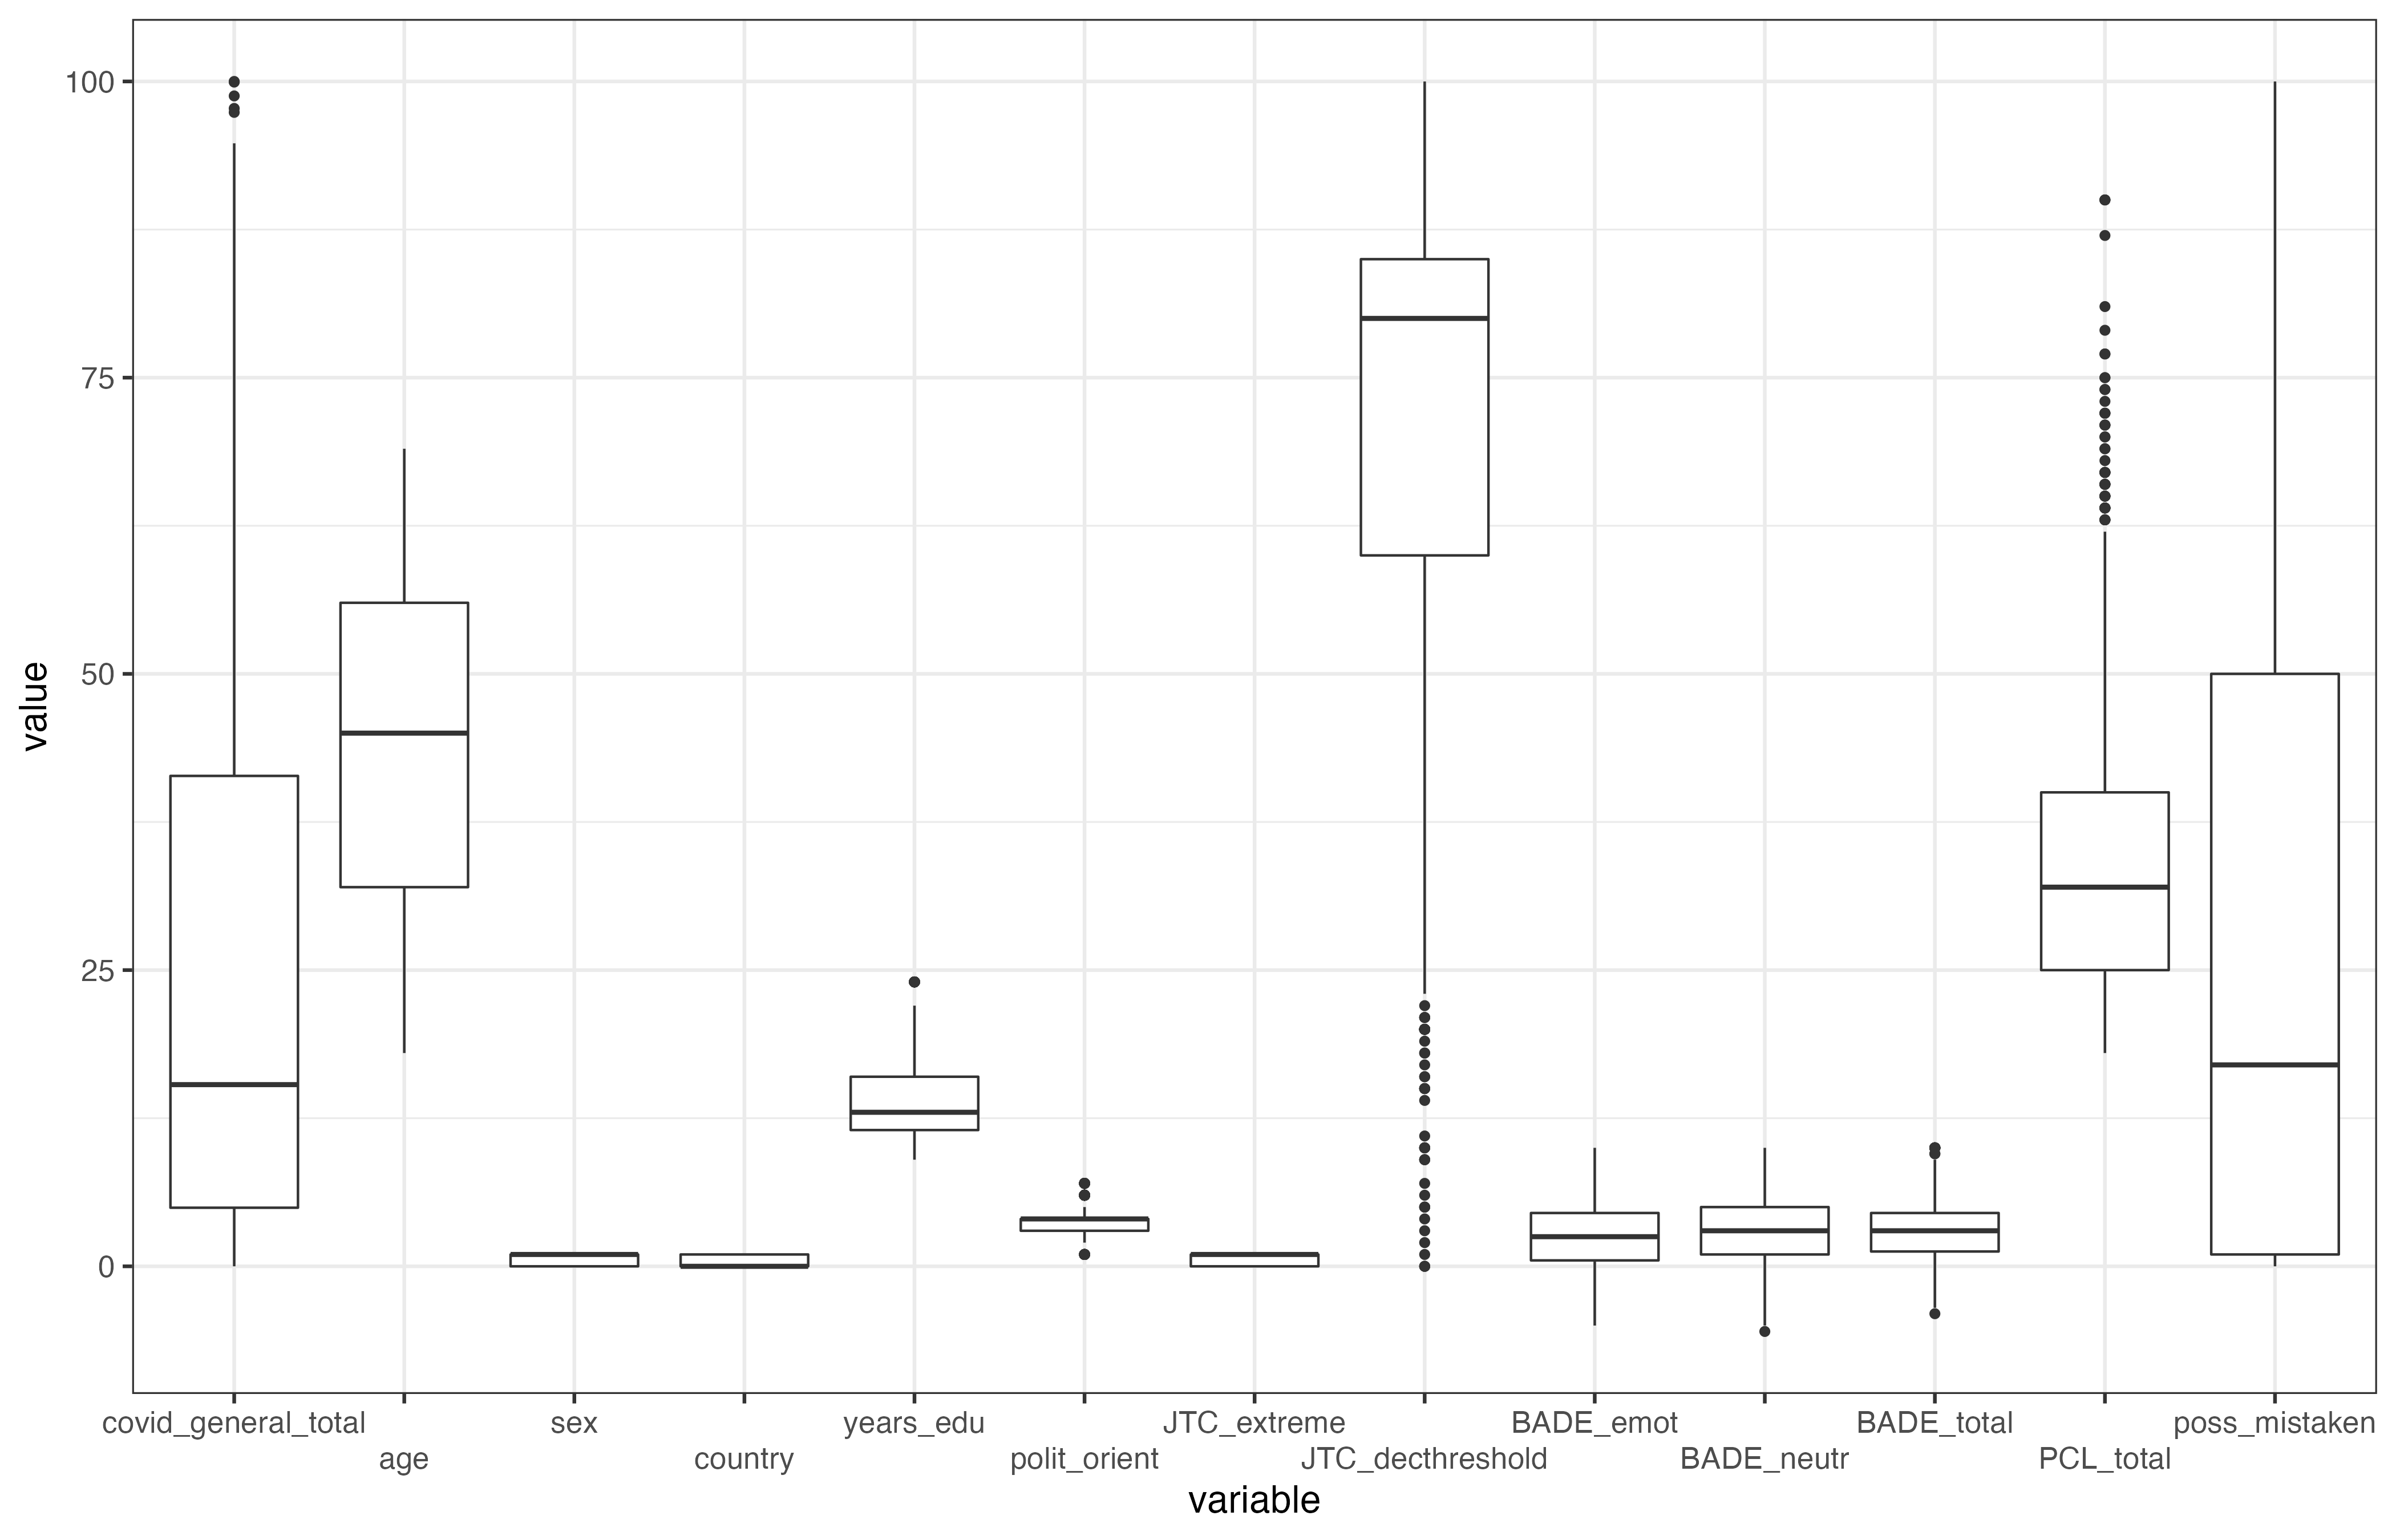 value
100
75
50
25
0
covid_general_total
age
sex
country
years_edu
polit_orient
JTC_extreme
JTC_decthreshold
BADE_emot
BADE_neutr
BADE_total
PCL_total
poss_mistaken
variable